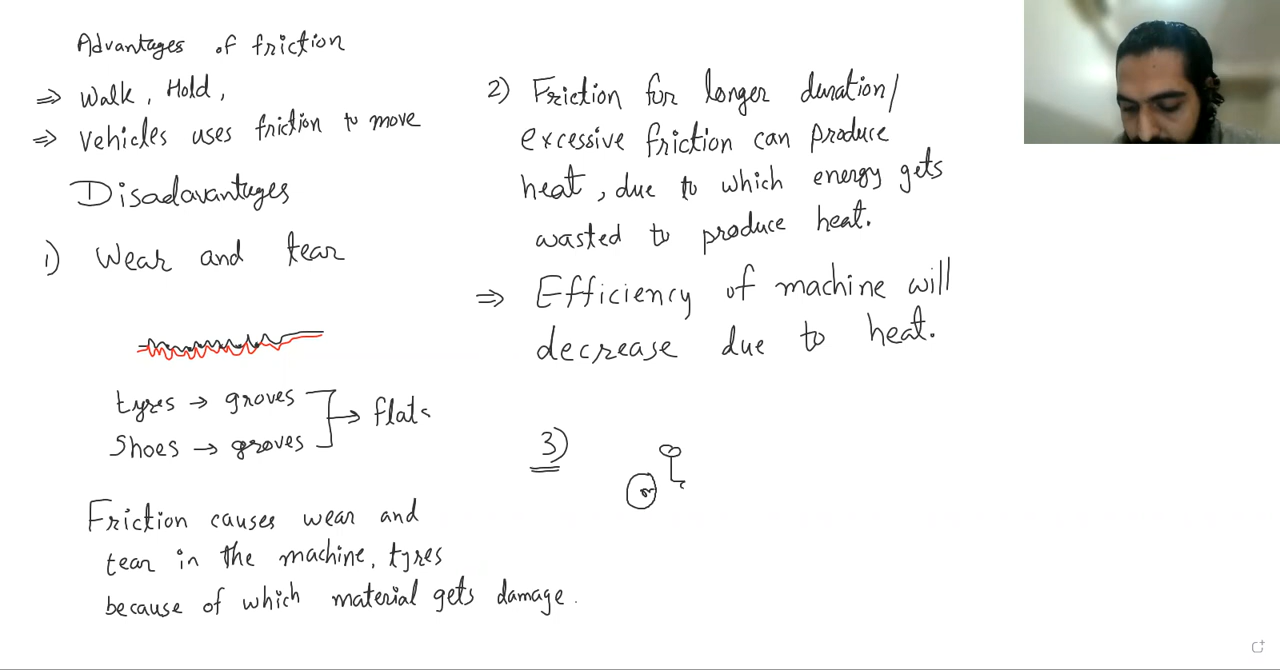 Advantages of friction
⇒ Walk, Hold,
⇒ Vehicles uses friction to move
Disadavantages
1) Wear and tear
tyres → groves
Shoes → groves
→ flats
Friction causes wear and
tear in the machine, tyres
because of which material gets damage.
2) Friction for longer duration/
excessive friction can produce
heat, due to which energy gets
wasted to produce heat.
⇒ Efficiency of machine will
decrease due to heat.
3)